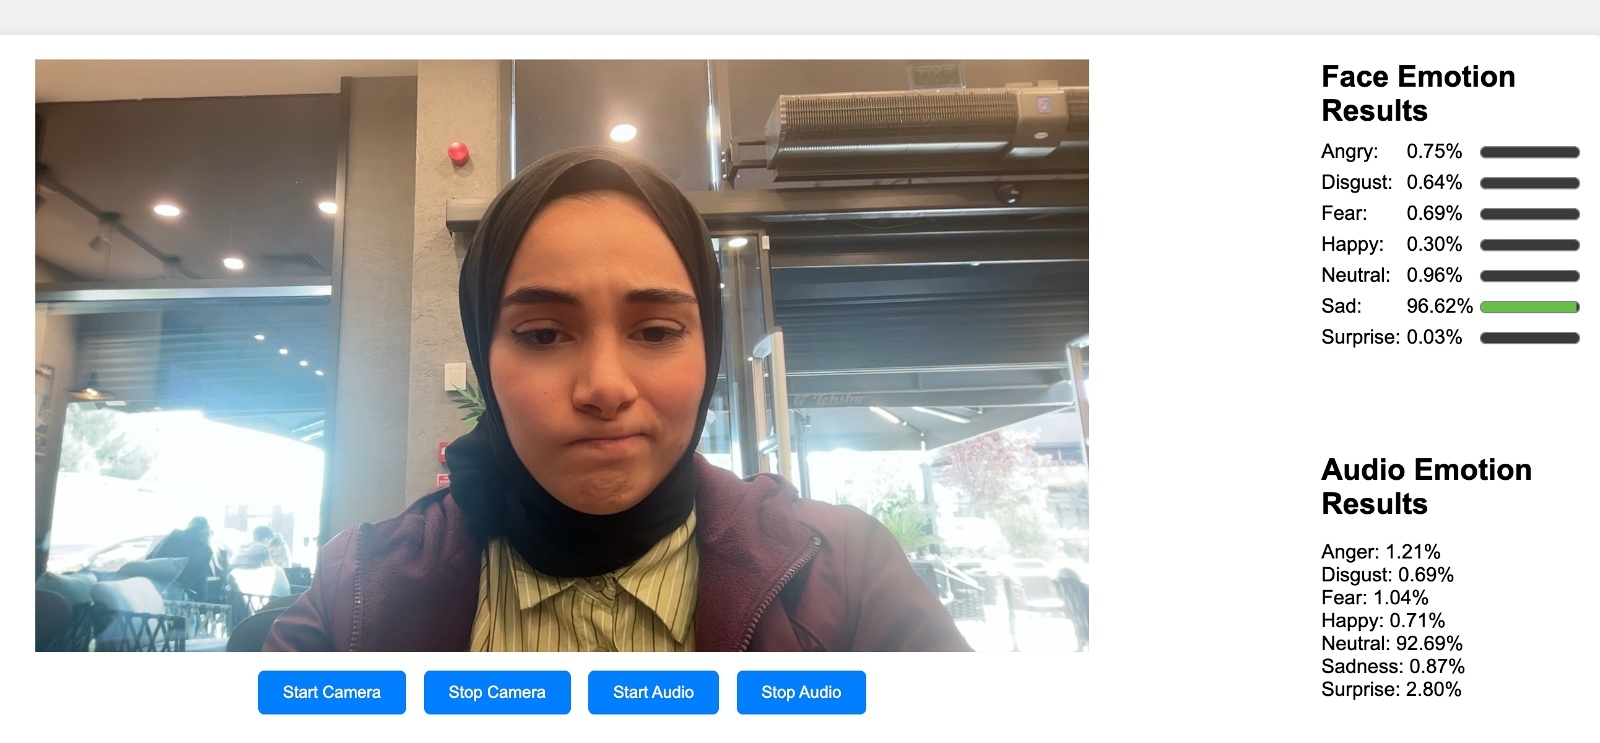 Face Emotion
Results
Angry: 0.75%
Disgust: 0.64%
Fear: 0.69%
Happy: 0.30%
Neutral: 0.96%
Sad: 96.62%
Surprise: 0.03%
Audio Emotion
Results
Anger: 1.21%
Disgust: 0.69%
Fear: 1.04%
Happy: 0.71%
Neutral: 92.69%
Sadness: 0.87%
Surprise: 2.80%
Start Camera
Stop Camera
Start Audio
Stop Audio